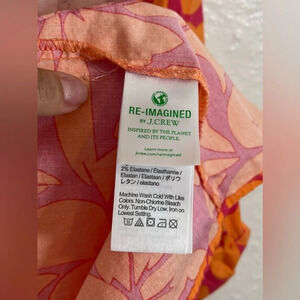 RE-IMAGINED
BY J.CREW
INSPIRED BY THE PLANET
AND ITS PEOPLE.
Learn more at
jcrew.com/reimagined
2% Elastane / Élasthanne /
Elastan / Elastaan / ポリウ
レタン / elastano
Machine Wash Cold With Like
Colors. Non-Chlorine Bleach
Only. Tumble Dry Low. Iron on
Lowest Setting.